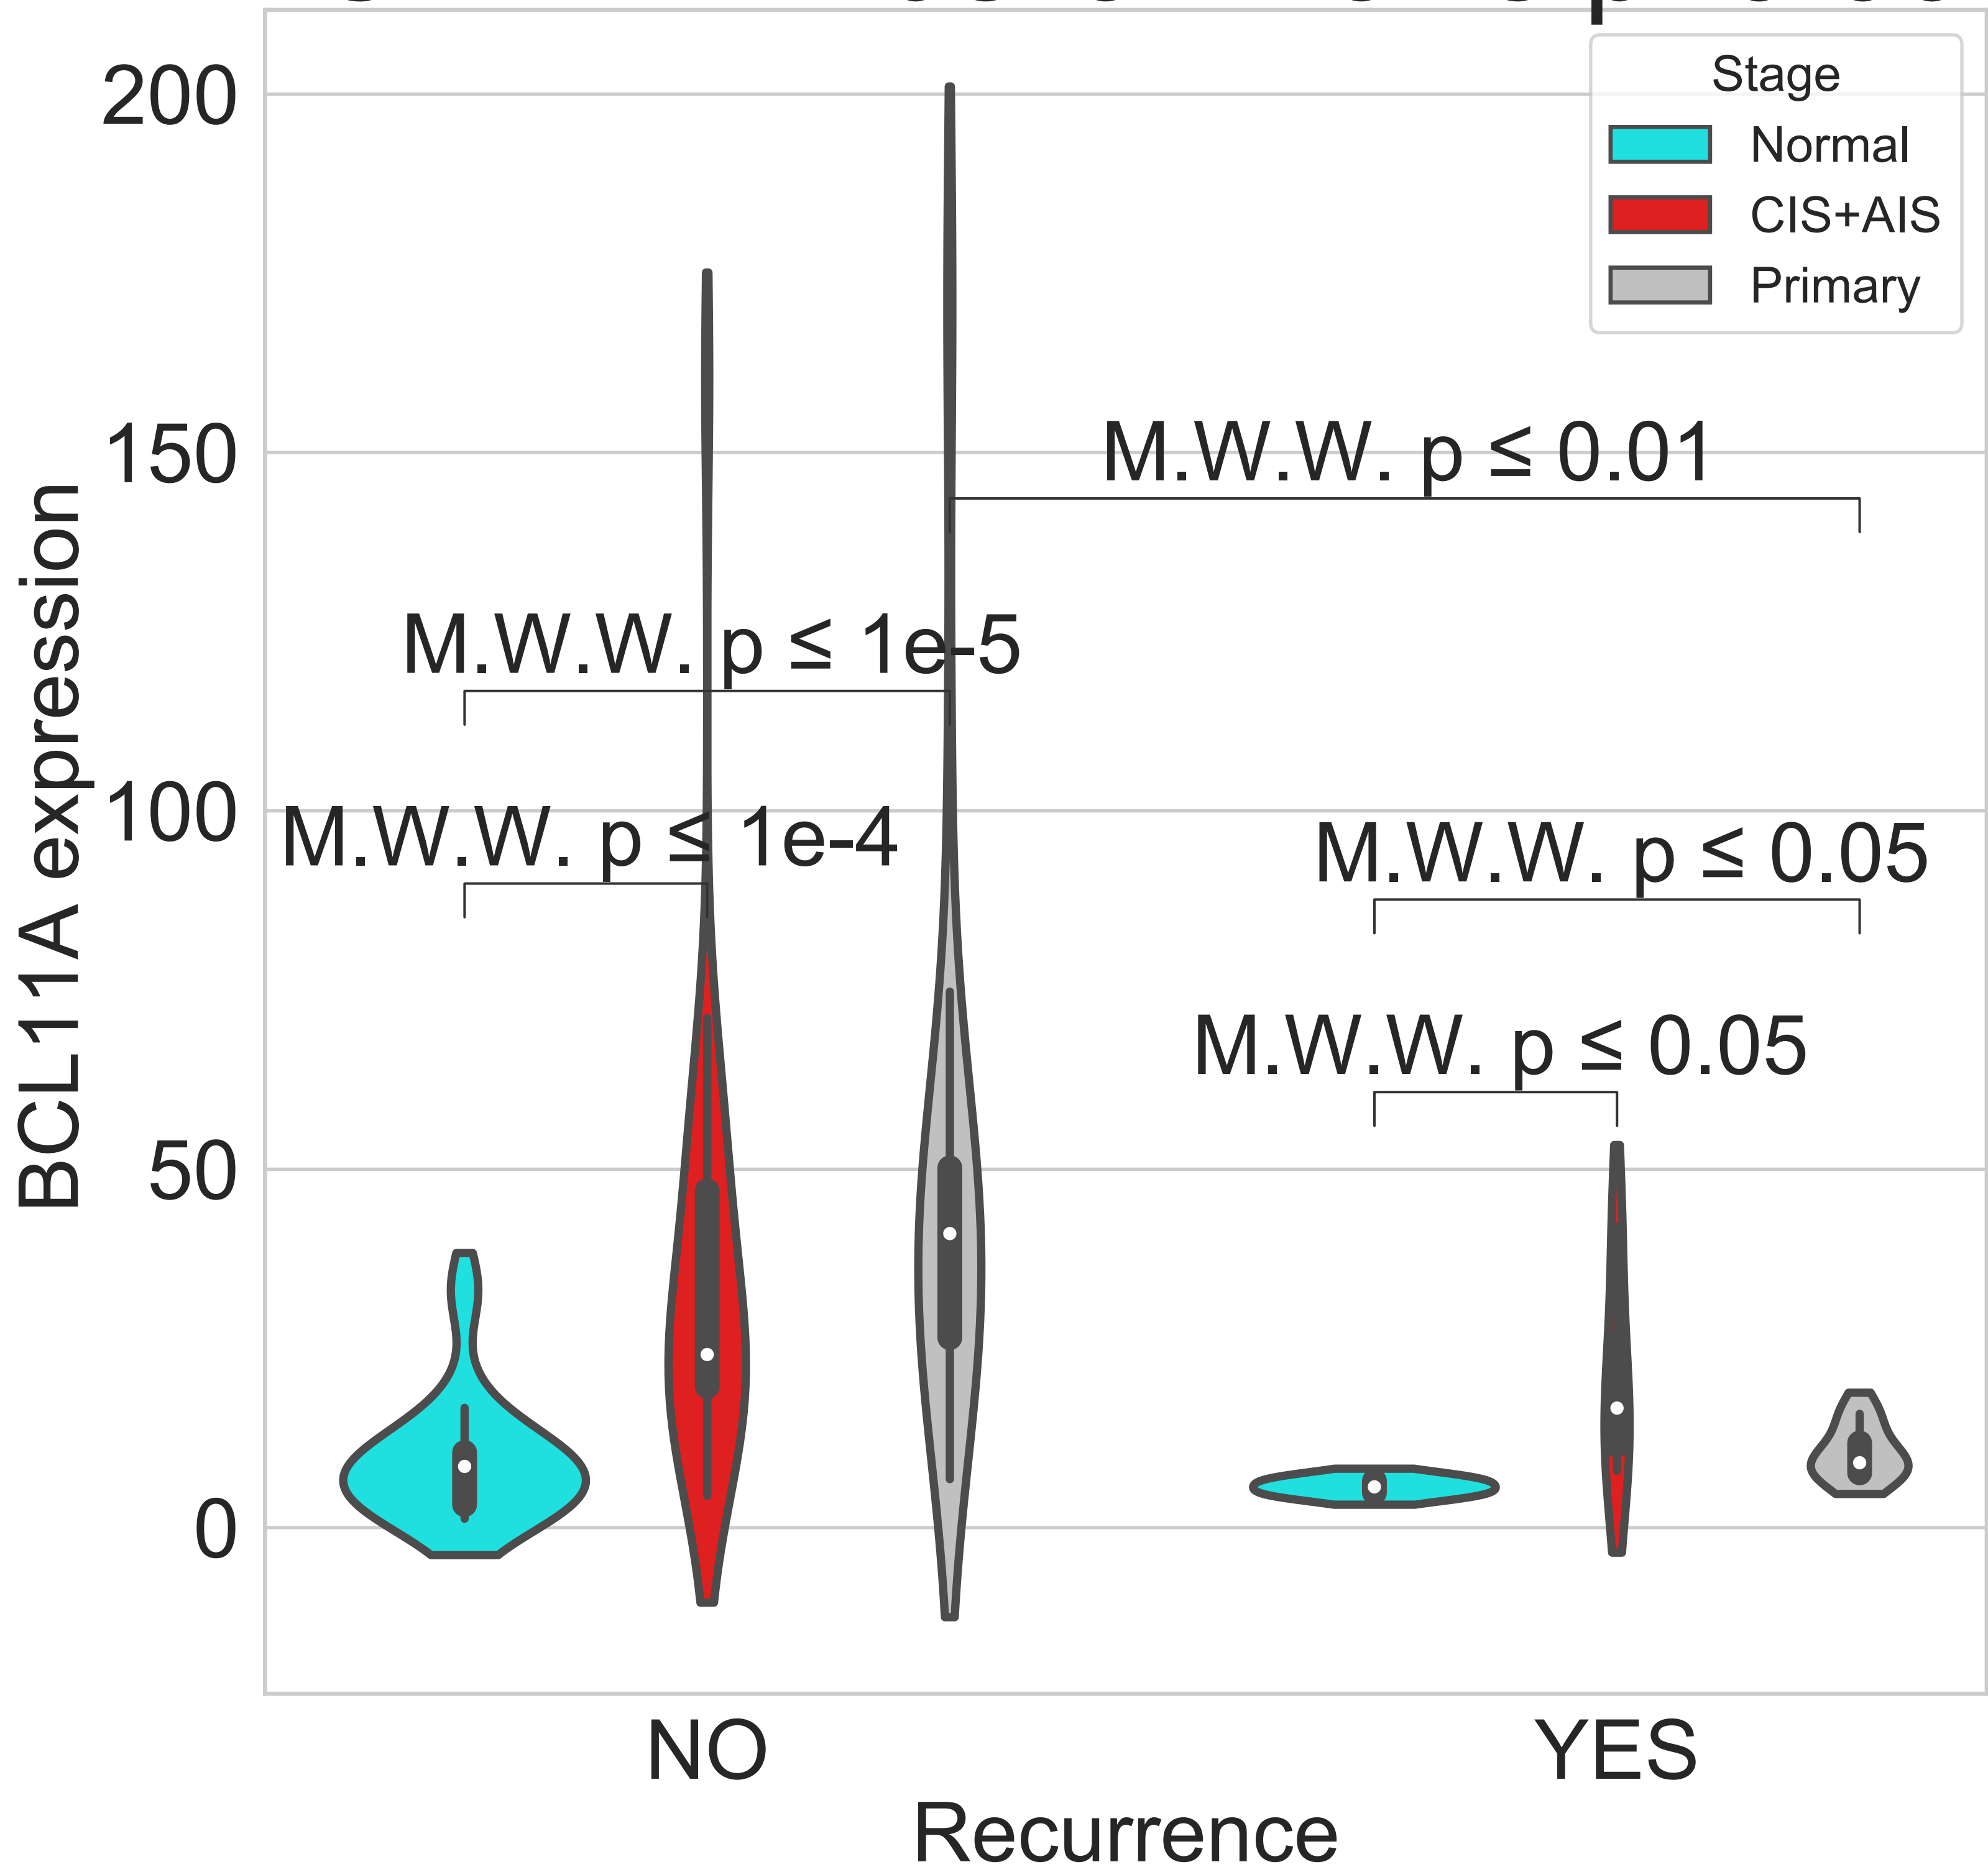 Stage
Normal
CIS+AIS
Primary
200
150
100
50
0
BCL11A expression
M.W.W. p ≤ 0.01
M.W.W. p ≤ 1e-5
M.W.W. p ≤ 1e-4
M.W.W. p ≤ 0.05
M.W.W. p ≤ 0.05
NO
YES
Recurrence